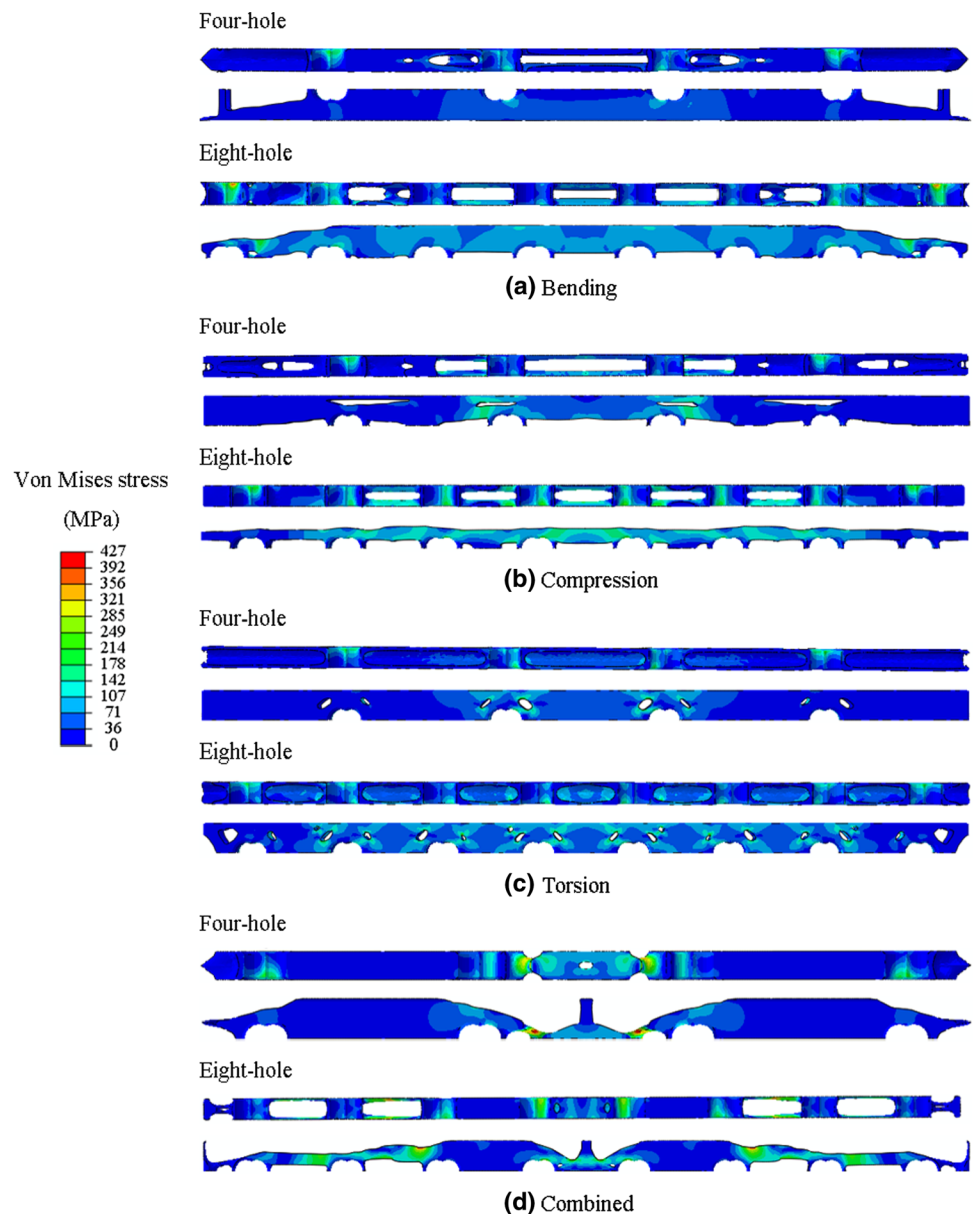 Four-hole
Eight-hole
(a) Bending
Four-hole
Eight-hole
(b) Compression
Von Mises stress
(MPa)
427
392
356
321
285
249
214
178
142
107
71
36
0
Four-hole
Eight-hole
(c) Torsion
Four-hole
Eight-hole
(d) Combined